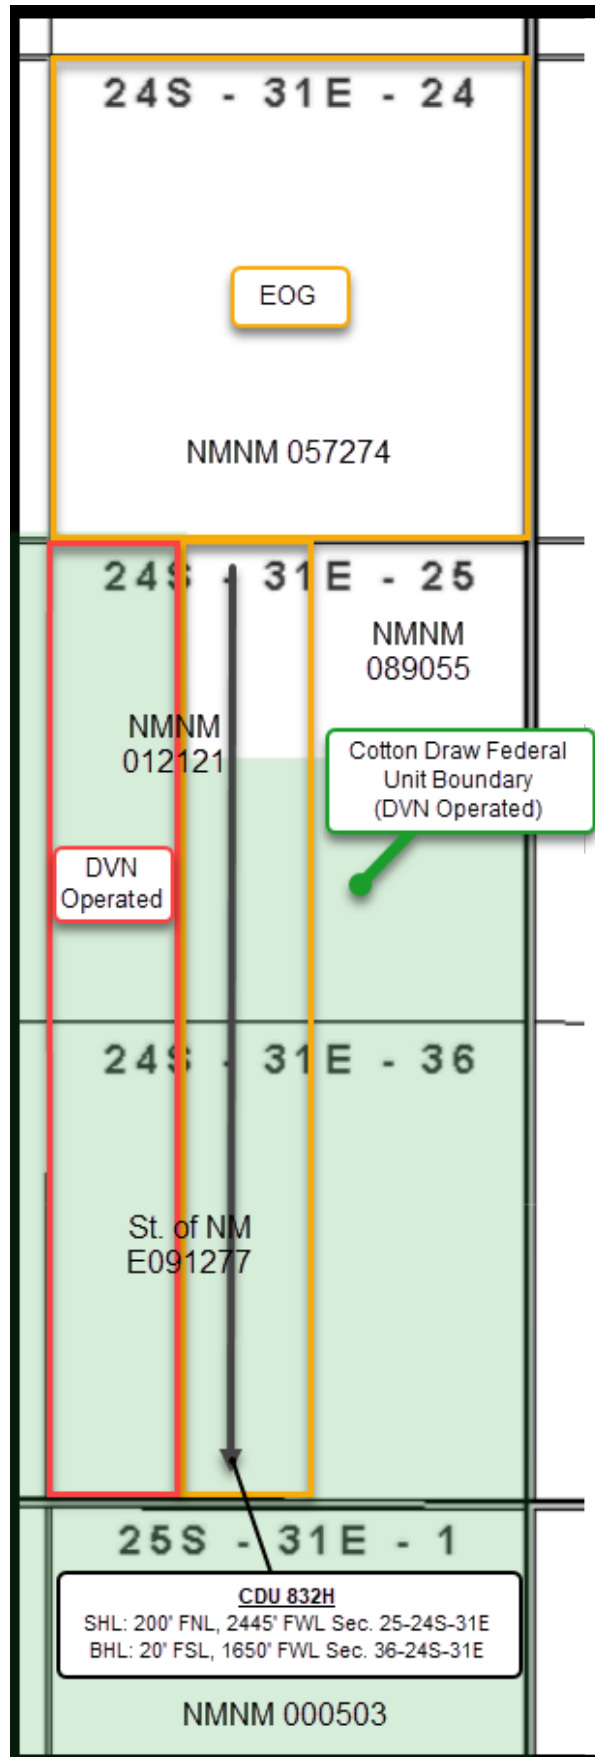 24S - 31E - 24
EOG
NMNM 057274
24S - 31E - 25
NMNM
089055
NMNM
012121
Cotton Draw Federal
Unit Boundary
(DVN Operated)
DVN
Operated
24S - 31E - 36
St. of NM
E091277
25S - 31E - 1
CDU 832H
SHL: 200' FNL, 2445' FWL Sec. 25-24S-31E
BHL: 20' FSL, 1650' FWL Sec. 36-24S-31E
NMNM 000503